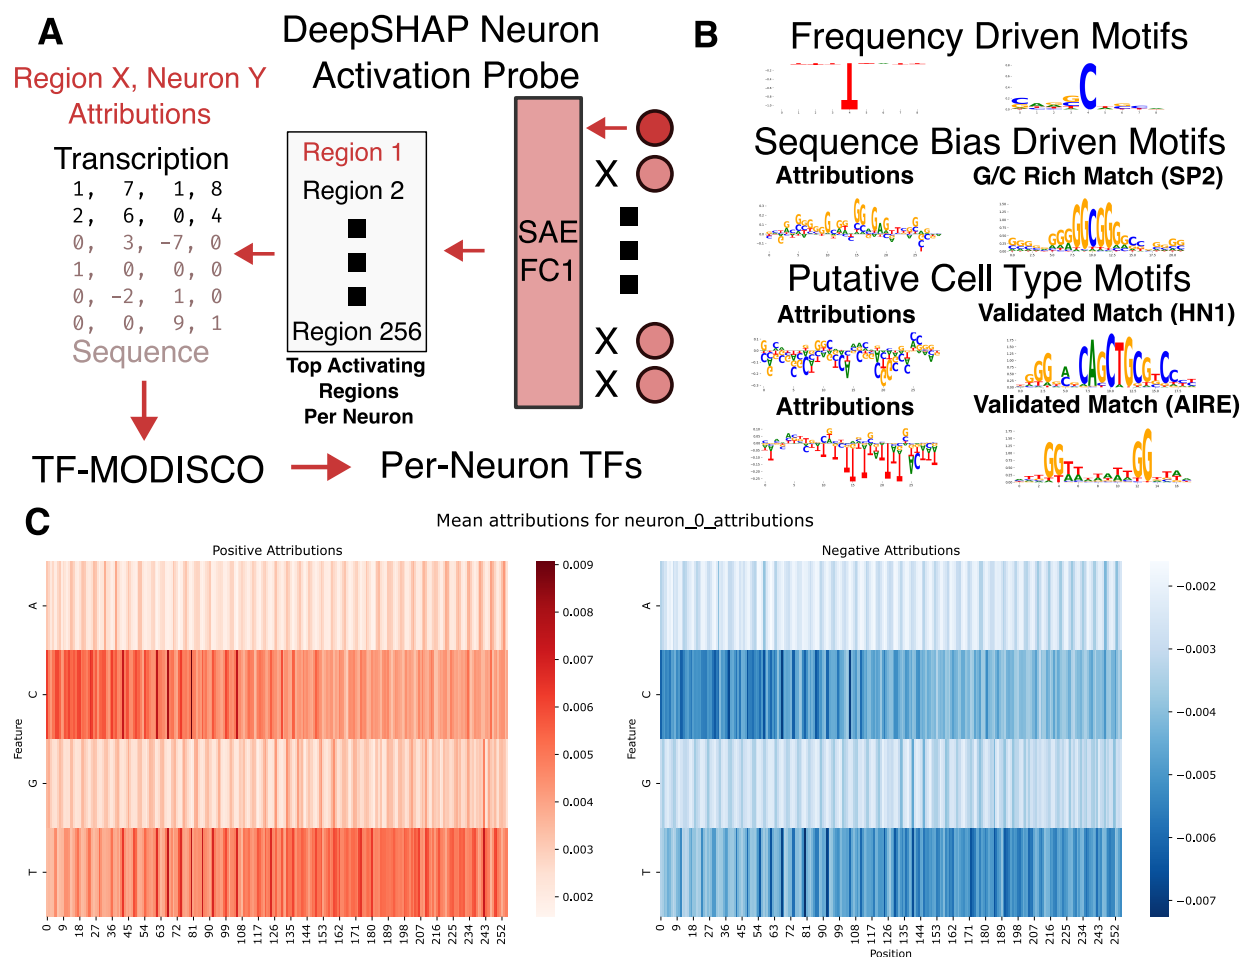 A
DeepSHAP Neuron
Activation Probe
Region X, Neuron Y
Attributions
Transcription
1, 7, 1, 8
2, 6, 0, 4
0, 3, -7, 0
1, 0, 0, 0
0, -2, 1, 0
0, 0, 9, 1
Sequence
Region 1
Region 2
Region 256
Top Activating
Regions
Per Neuron
SAE
FC1
X
X
X
TF-MODISCO
Per-Neuron TFs
B
Frequency Driven Motifs
Sequence Bias Driven Motifs
Attributions
G/C Rich Match (SP2)
Putative Cell Type Motifs
Attributions
Validated Match (HN1)
Attributions
Validated Match (AIRE)
C
Mean attributions for neuron_0_attributions
Positive Attributions
Feature
A
C
G
T
0 9 18 27 36 45 54 63 72 81 90 99 108 117 126 135 144 153 162 171 180 189 198 207 216 225 234 243 252
0.009
0.008
0.007
0.006
0.005
0.004
0.003
0.002
Negative Attributions
Feature
A
C
G
T
0 9 18 27 36 45 54 63 72 81 90 99 108 117 126 135 144 153 162 171 180 189 198 207 216 225 234 243 252
Position
−0.002
−0.003
−0.004
−0.005
−0.006
−0.007